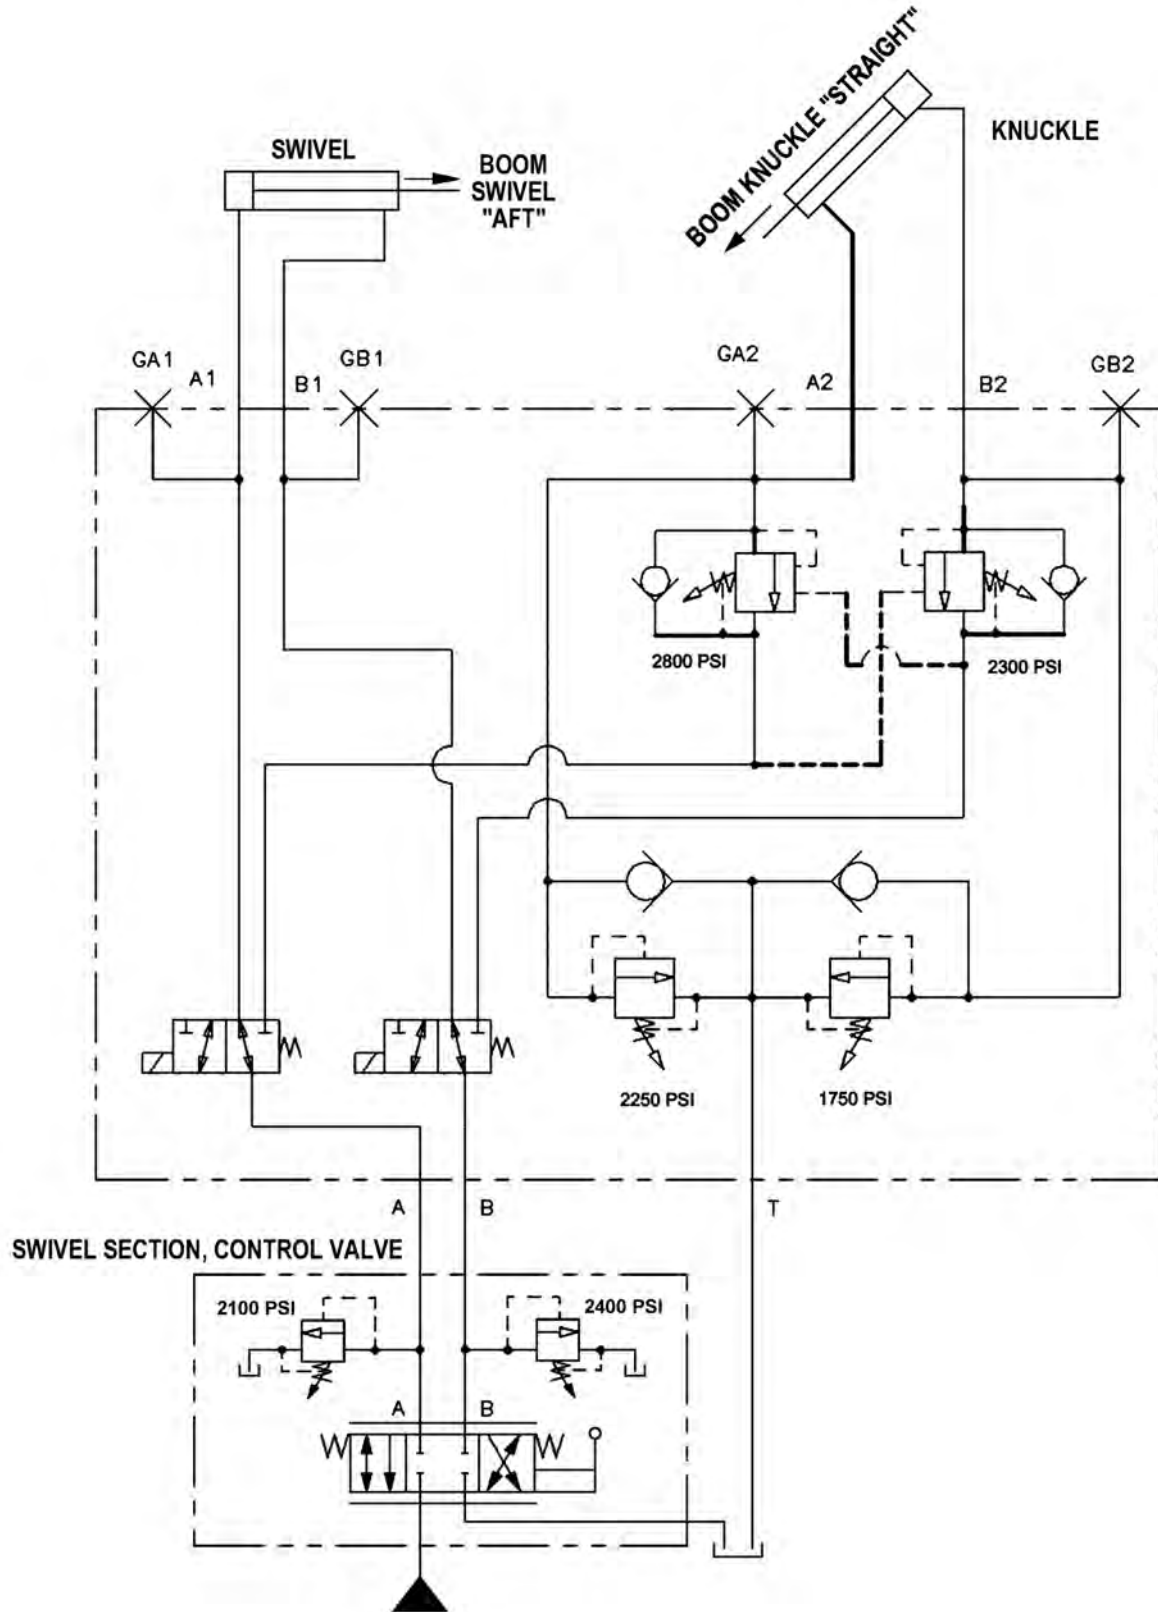 BOOM KNUCKLE "STRAIGHT"
KNUCKLE
SWIVEL
BOOM
SWIVEL
"AFT"
GA1
A1
B1
GB1
GA2
A2
B2
GB2
2800 PSI
2300 PSI
2250 PSI
1750 PSI
A
B
T
SWIVEL SECTION, CONTROL VALVE
2100 PSI
2400 PSI
A
B